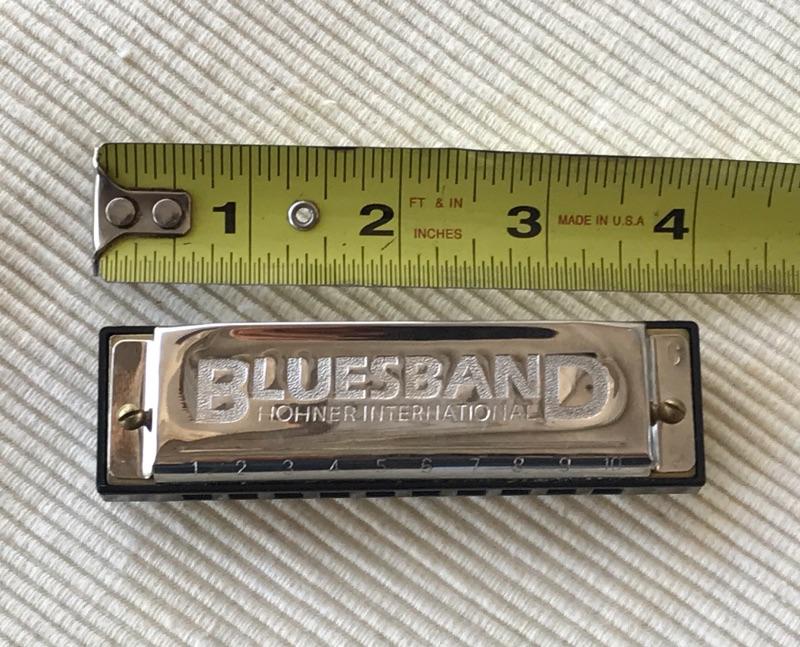 FT & IN
1 2 INCHES 3 MADE IN U.S.A 4
G
BLUESBAND
HOHNER INTERNATIONAL
1 2 3 4 5 6 7 8 9 10